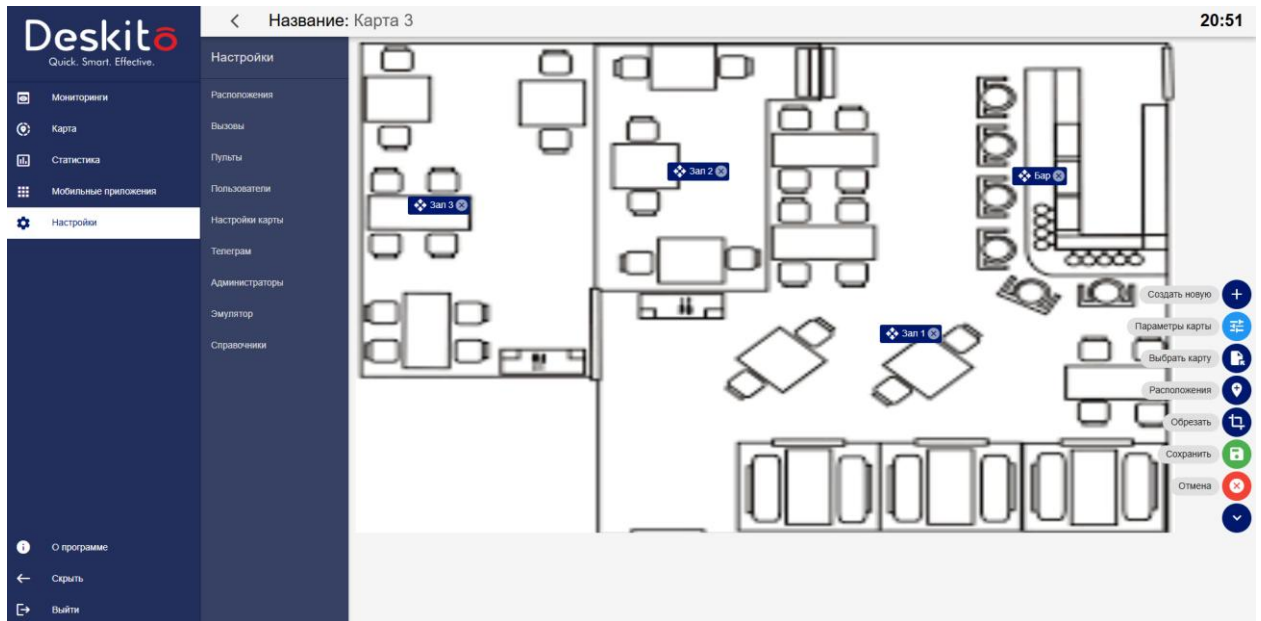 Deskitō
Quick. Smart. Effective.
Мониторинги
Карта
Статистика
Мобильные приложения
Настройки
О программе
Скрыть
Выйти
Название: Карта 3
20:51
Настройки
Расположения
Вызовы
Пульты
Пользователи
Настройки карты
Телеграм
Администраторы
Эмулятор
Справочники
Зал 3
Зал 2
Бар
Зал 1
Создать новую
Параметры карты
Выбрать карту
Расположения
Обрезать
Сохранить
Отмена